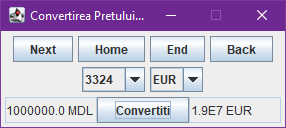 Convertirea Pretului...
Next Home End Back
3324 EUR
1000000.0 MDL Convertiti 1.9E7 EUR